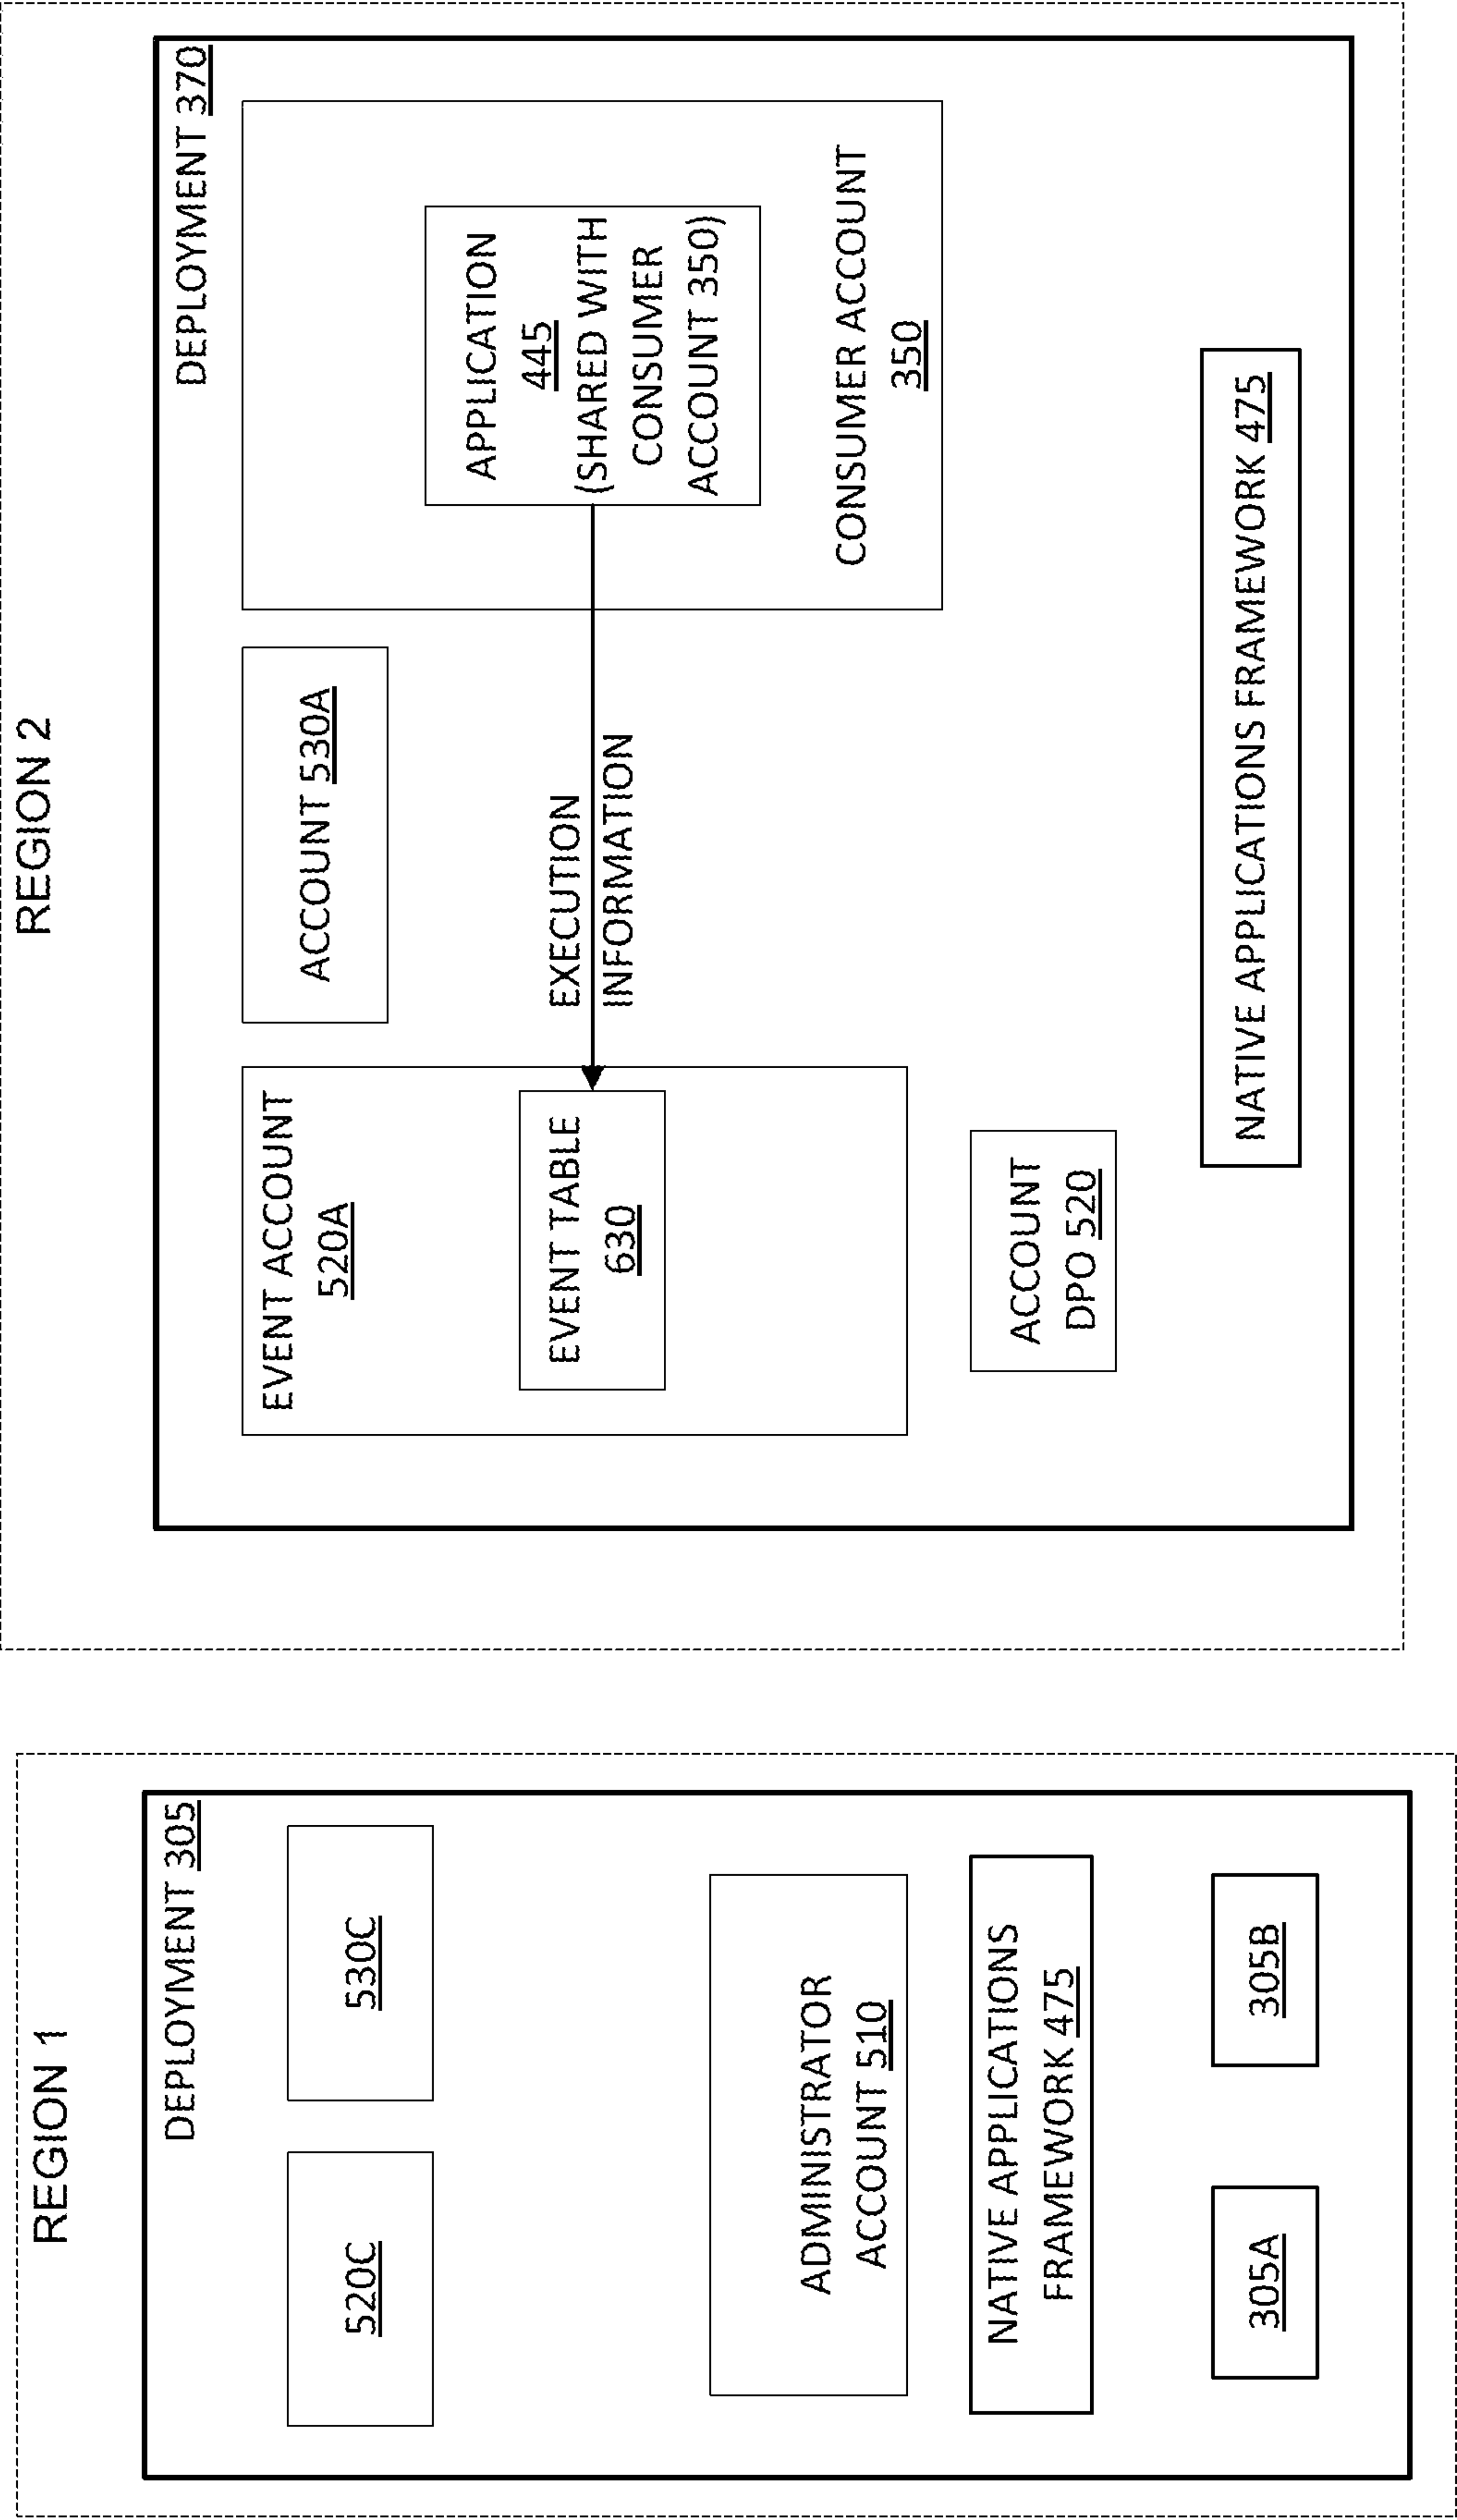 REGION 1
DEPLOYMENT 305
520C
530C
ADMINISTRATOR
ACCOUNT 510
NATIVE APPLICATIONS
FRAMEWORK 475
305A
305B
REGION 2
DEPLOYMENT 370
EVENT ACCOUNT
520A
EVENT TABLE
630
ACCOUNT 530A
EXECUTION
INFORMATION
APPLICATION
445
(SHARED WITH
CONSUMER
ACCOUNT 350)
CONSUMER ACCOUNT
350
ACCOUNT
DPO 520
NATIVE APPLICATIONS FRAMEWORK 475